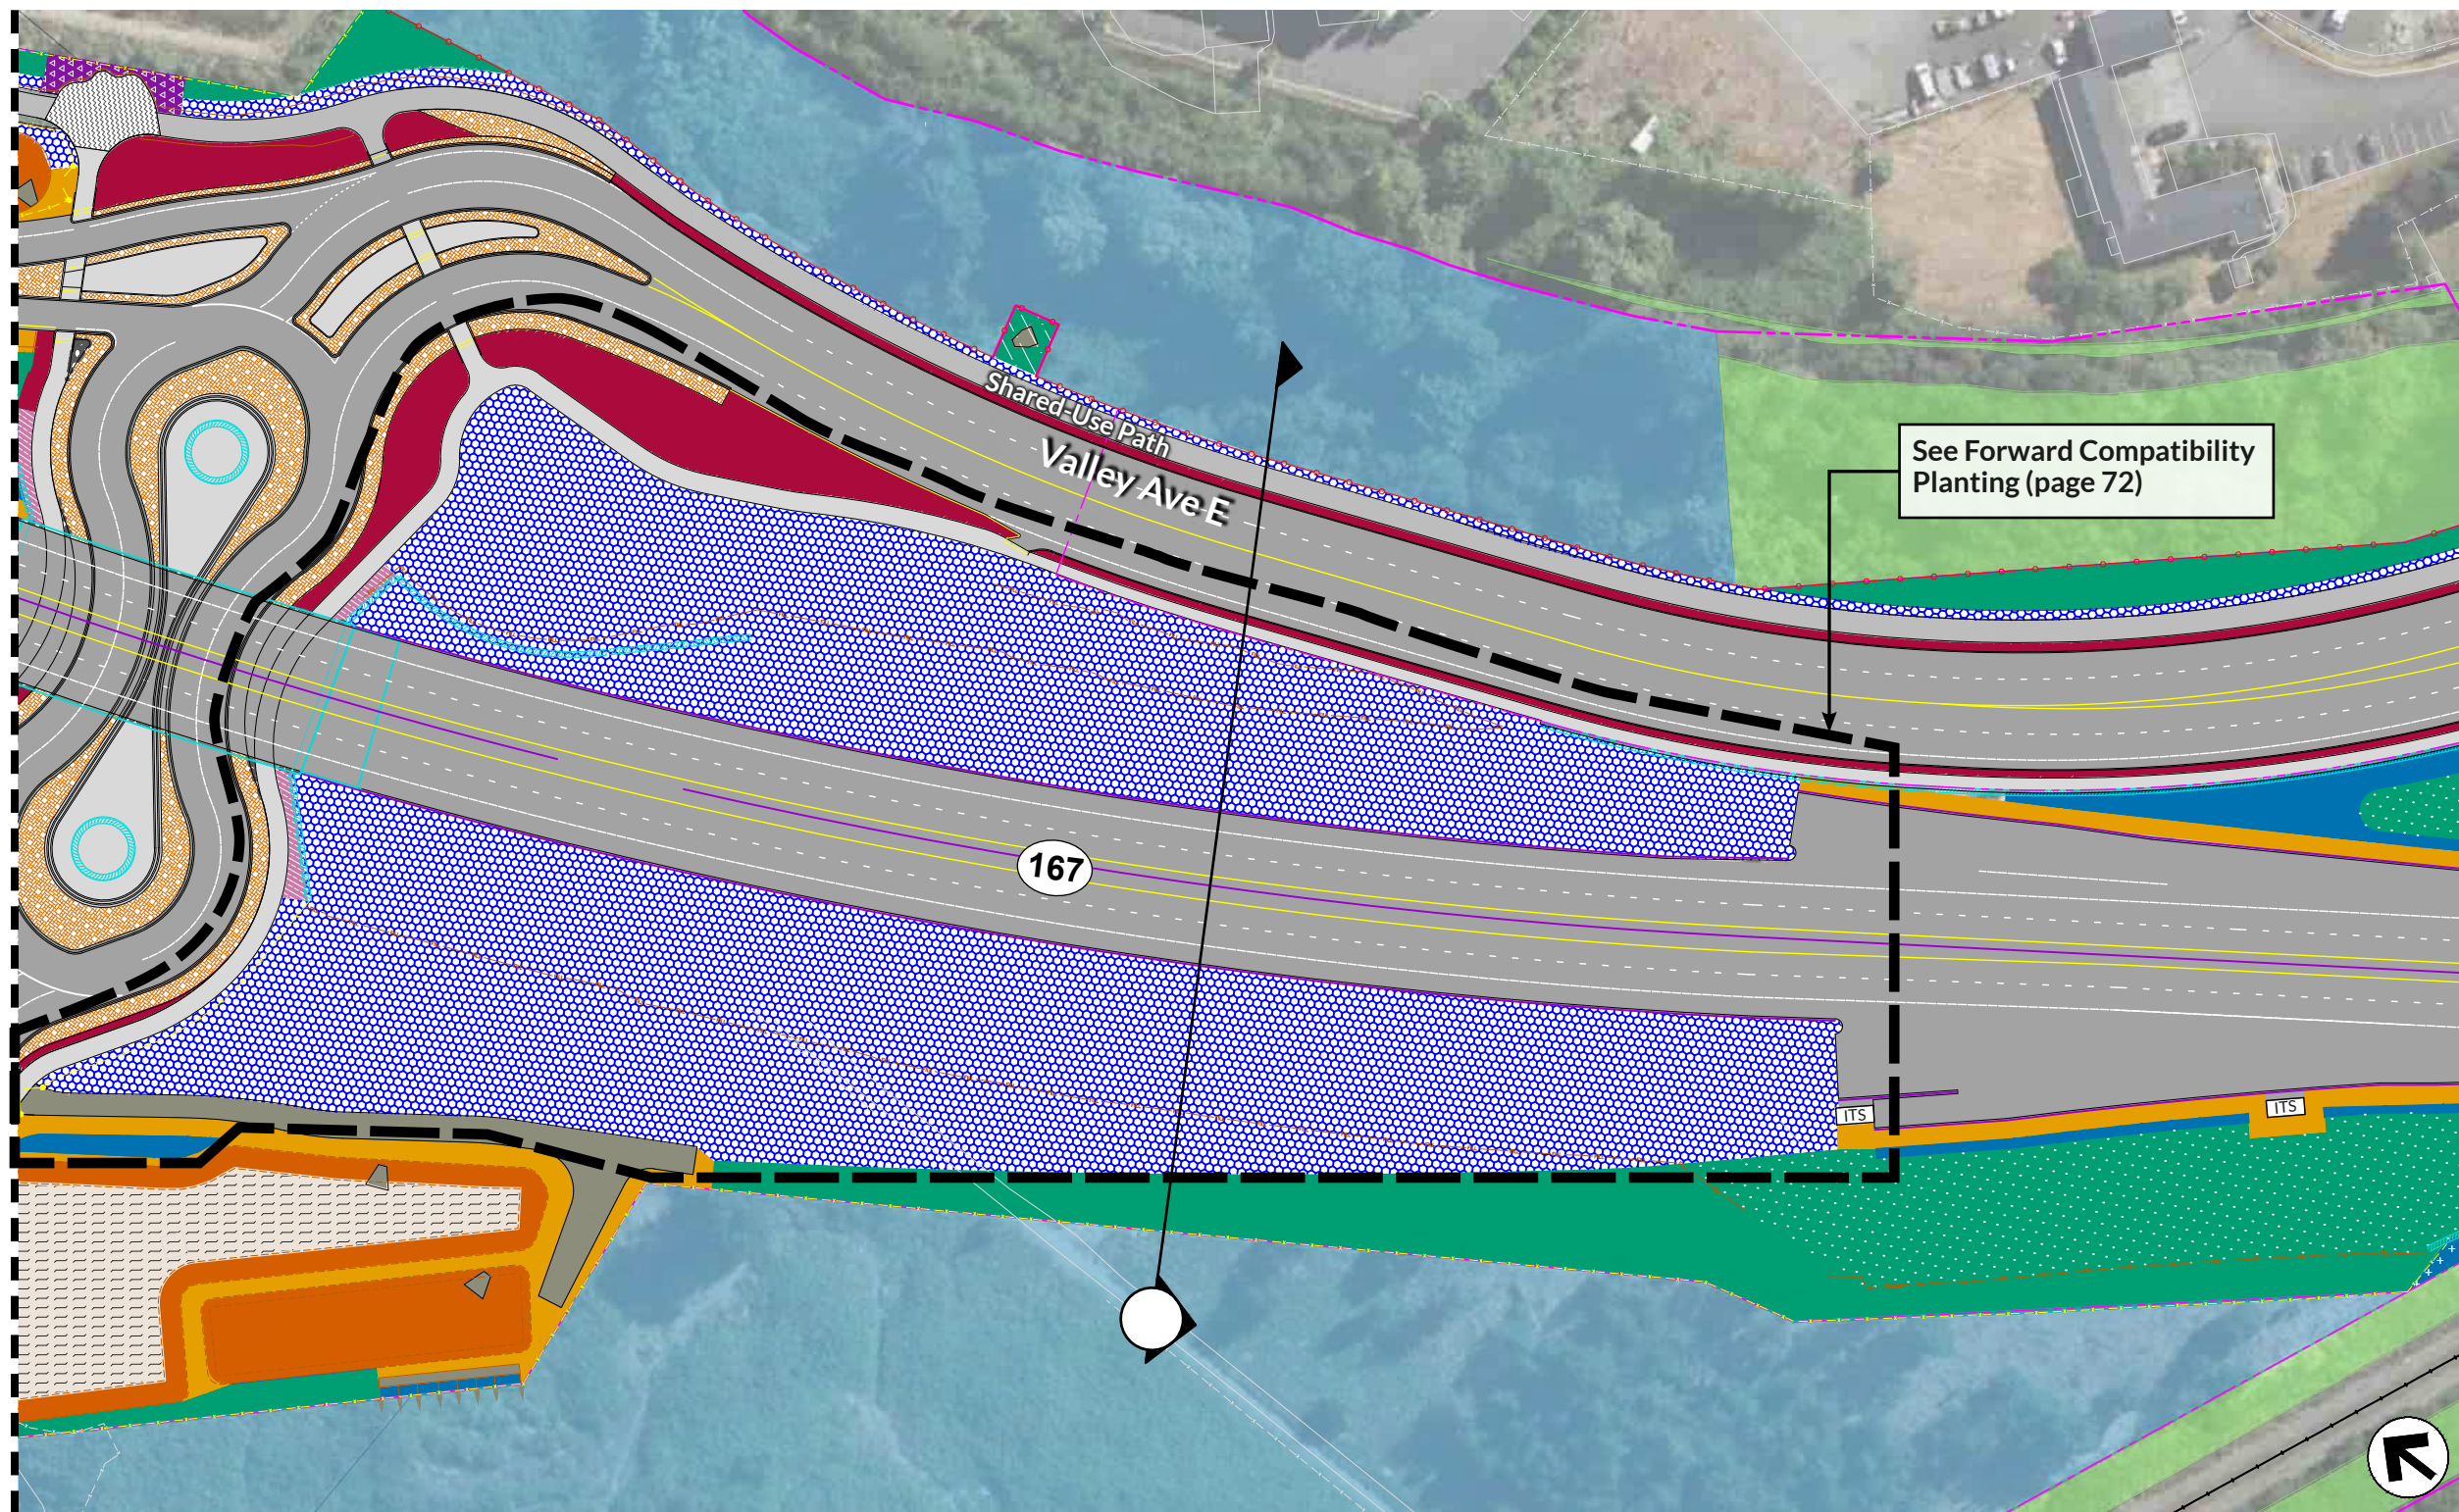 See Forward Compatibility
Planting (page 72)
Shared-Use Path
Valley Ave E
167
ITS
ITS